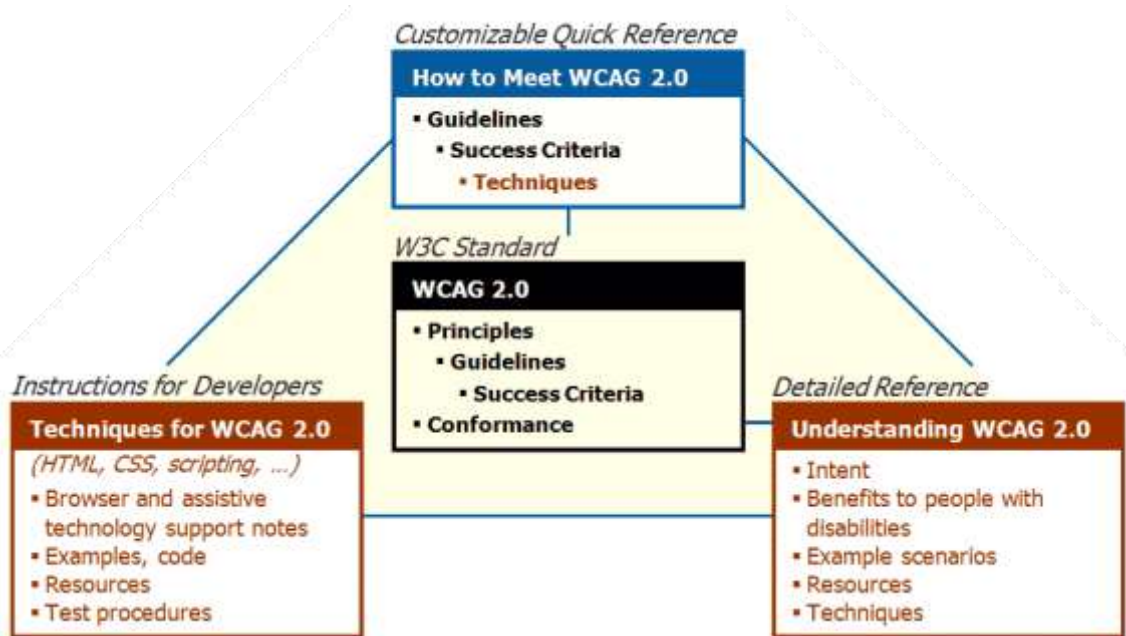 Customizable Quick Reference
How to Meet WCAG 2.0
▪ Guidelines
▪ Success Criteria
▪ Techniques
W3C Standard
WCAG 2.0
▪ Principles
▪ Guidelines
▪ Success Criteria
▪ Conformance
Instructions for Developers
Techniques for WCAG 2.0
(HTML, CSS, scripting, ...)
▪ Browser and assistive
technology support notes
▪ Examples, code
▪ Resources
▪ Test procedures
Detailed Reference
Understanding WCAG 2.0
▪ Intent
▪ Benefits to people with
disabilities
▪ Example scenarios
▪ Resources
▪ Techniques